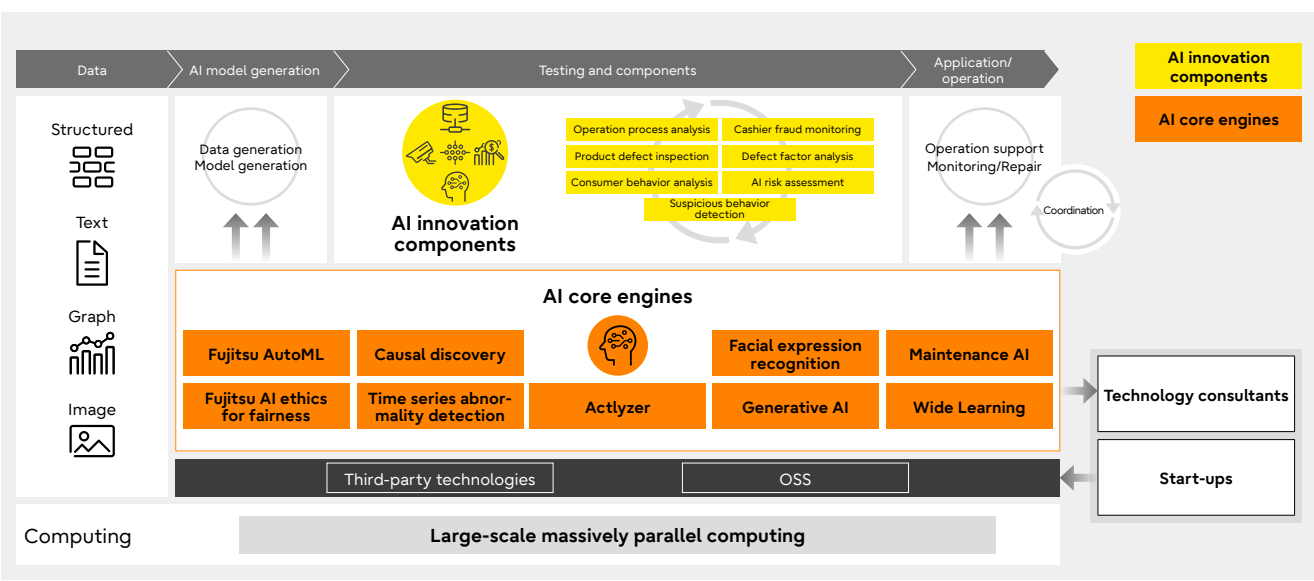 Data
AI model generation
Testing and components
Application/
operation
AI innovation
components
AI core engines
Structured
Text
Graph
Image
Data generation
Model generation
AI innovation
components
Operation process analysis
Cashier fraud monitoring
Product defect inspection
Defect factor analysis
Consumer behavior analysis
AI risk assessment
Suspicious behavior
detection
Operation support
Monitoring/Repair
Coordination
AI core engines
Fujitsu AutoML
Causal discovery
Facial expression
recognition
Maintenance AI
Fujitsu AI ethics
for fairness
Time series abnor-
mality detection
Actlyzer
Generative AI
Wide Learning
Technology consultants
Start-ups
Third-party technologies
OSS
Computing
Large-scale massively parallel computing